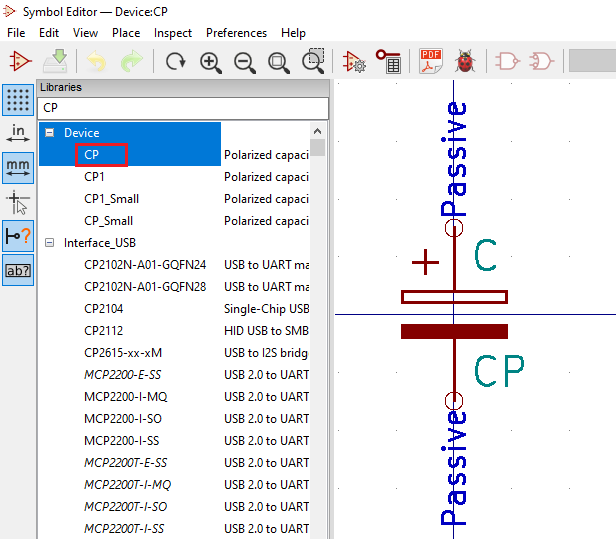 Symbol Editor — Device:CP
File Edit View Place Inspect Preferences Help
PDF
Libraries
CP
in
mm
?
ab?
Device
CP Polarized capaci
CP1 Polarized capaci
CP1_Small Polarized capaci
CP_Small Polarized capaci
Interface_USB
CP2102N-A01-GQFN24 USB to UART ma
CP2102N-A01-GQFN28 USB to UART ma
CP2104 Single-Chip USB
CP2112 HID USB to SMB
CP2615-xx-xM USB to I2S bridg
MCP2200-E-SS USB 2.0 to UART
MCP2200-I-MQ USB 2.0 to UART
MCP2200-I-SO USB 2.0 to UART
MCP2200-I-SS USB 2.0 to UART
MCP2200T-E-SS USB 2.0 to UART
MCP2200T-I-MQ USB 2.0 to UART
MCP2200T-I-SO USB 2.0 to UART
MCP2200T-I-SS USB 2.0 to UART
Passive
+
C
CP
Passive